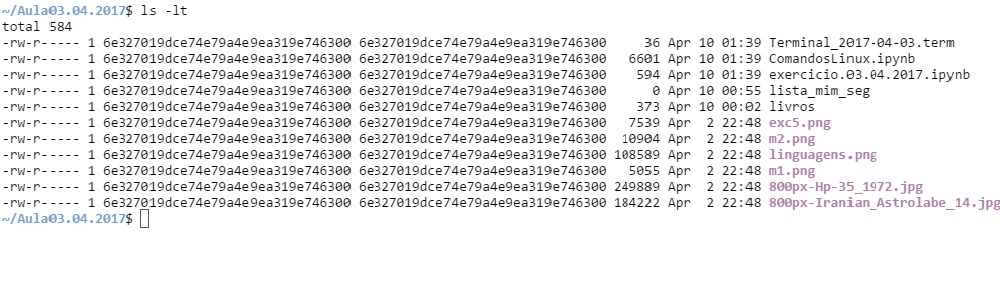 ~/Aula03.04.2017$ ls -lt
total 584
-rw-r----- 1 6e327019dce74e79a4e9ea319e746300 6e327019dce74e79a4e9ea319e746300     36 Apr 10 01:39 Terminal_2017-04-03.term
-rw-r----- 1 6e327019dce74e79a4e9ea319e746300 6e327019dce74e79a4e9ea319e746300   6601 Apr 10 01:39 ComandosLinux.ipynb
-rw-r----- 1 6e327019dce74e79a4e9ea319e746300 6e327019dce74e79a4e9ea319e746300    594 Apr 10 01:39 exercicio.03.04.2017.ipynb
-rw-r----- 1 6e327019dce74e79a4e9ea319e746300 6e327019dce74e79a4e9ea319e746300      0 Apr 10 00:55 lista_mim_seg
-rw-r----- 1 6e327019dce74e79a4e9ea319e746300 6e327019dce74e79a4e9ea319e746300    373 Apr 10 00:02 livros
-rw-r----- 1 6e327019dce74e79a4e9ea319e746300 6e327019dce74e79a4e9ea319e746300   7539 Apr  2 22:48 exc5.png
-rw-r----- 1 6e327019dce74e79a4e9ea319e746300 6e327019dce74e79a4e9ea319e746300  10904 Apr  2 22:48 m2.png
-rw-r----- 1 6e327019dce74e79a4e9ea319e746300 6e327019dce74e79a4e9ea319e746300 108589 Apr  2 22:48 linguagens.png
-rw-r----- 1 6e327019dce74e79a4e9ea319e746300 6e327019dce74e79a4e9ea319e746300   5055 Apr  2 22:48 m1.png
-rw-r----- 1 6e327019dce74e79a4e9ea319e746300 6e327019dce74e79a4e9ea319e746300 249889 Apr  2 22:48 800px-Hp-35_1972.jpg
-rw-r----- 1 6e327019dce74e79a4e9ea319e746300 6e327019dce74e79a4e9ea319e746300 184222 Apr  2 22:48 800px-Iranian_Astrolabe_14.jpg
~/Aula03.04.2017$